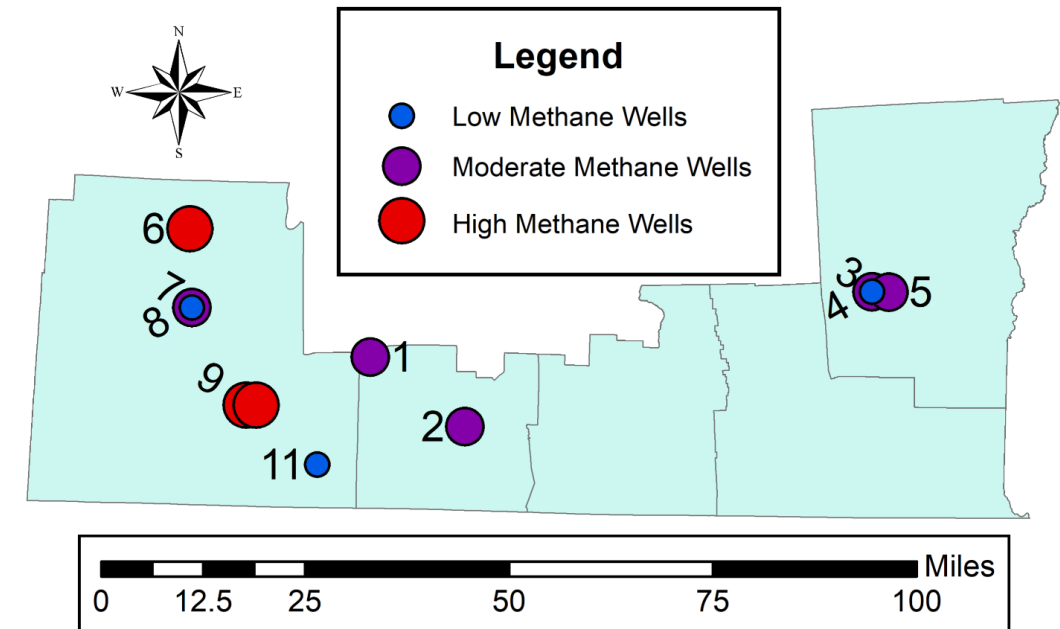 N
W E
S
Legend
Low Methane Wells
Moderate Methane Wells
High Methane Wells
6
7
8
9
11
1
2
3
4
5
Miles
0 12.5 25 50 75 100